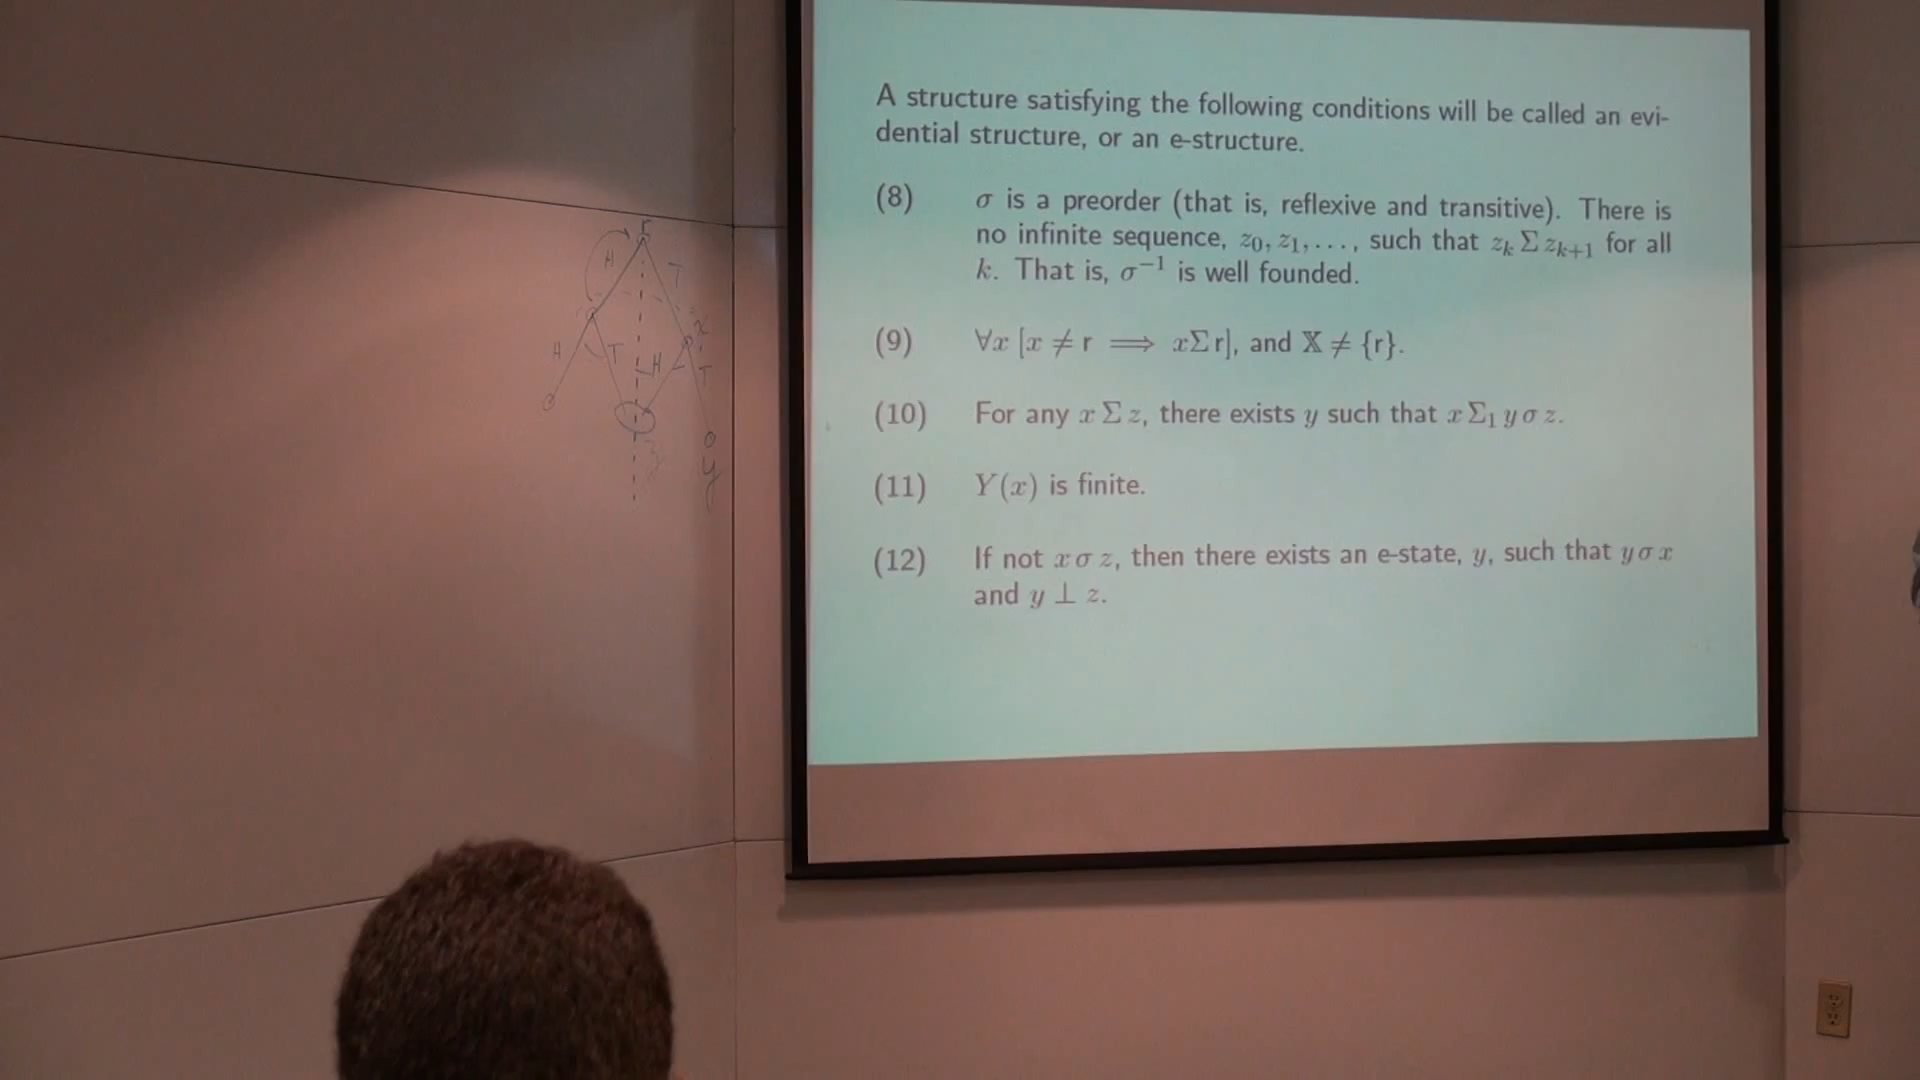 A structure satisfying the following conditions will be called an evi-
dential structure, or an e-structure.
(8) σ is a preorder (that is, reflexive and transitive). There is
no infinite sequence, z₀, z₁, . . . , such that zₖ Σ zₖ₊₁ for all
k. That is, σ⁻¹ is well founded.
(9) ∀x [x ≠ r ⟹ xΣr], and 𝕏 ≠ {r}.
(10) For any x Σ z, there exists y such that x Σ₁ y σ z.
(11) Y(x) is finite.
(12) If not x σ z, then there exists an e-state, y, such that y σ x
and y ⊥ z.
r
H T
x
H T H T
y